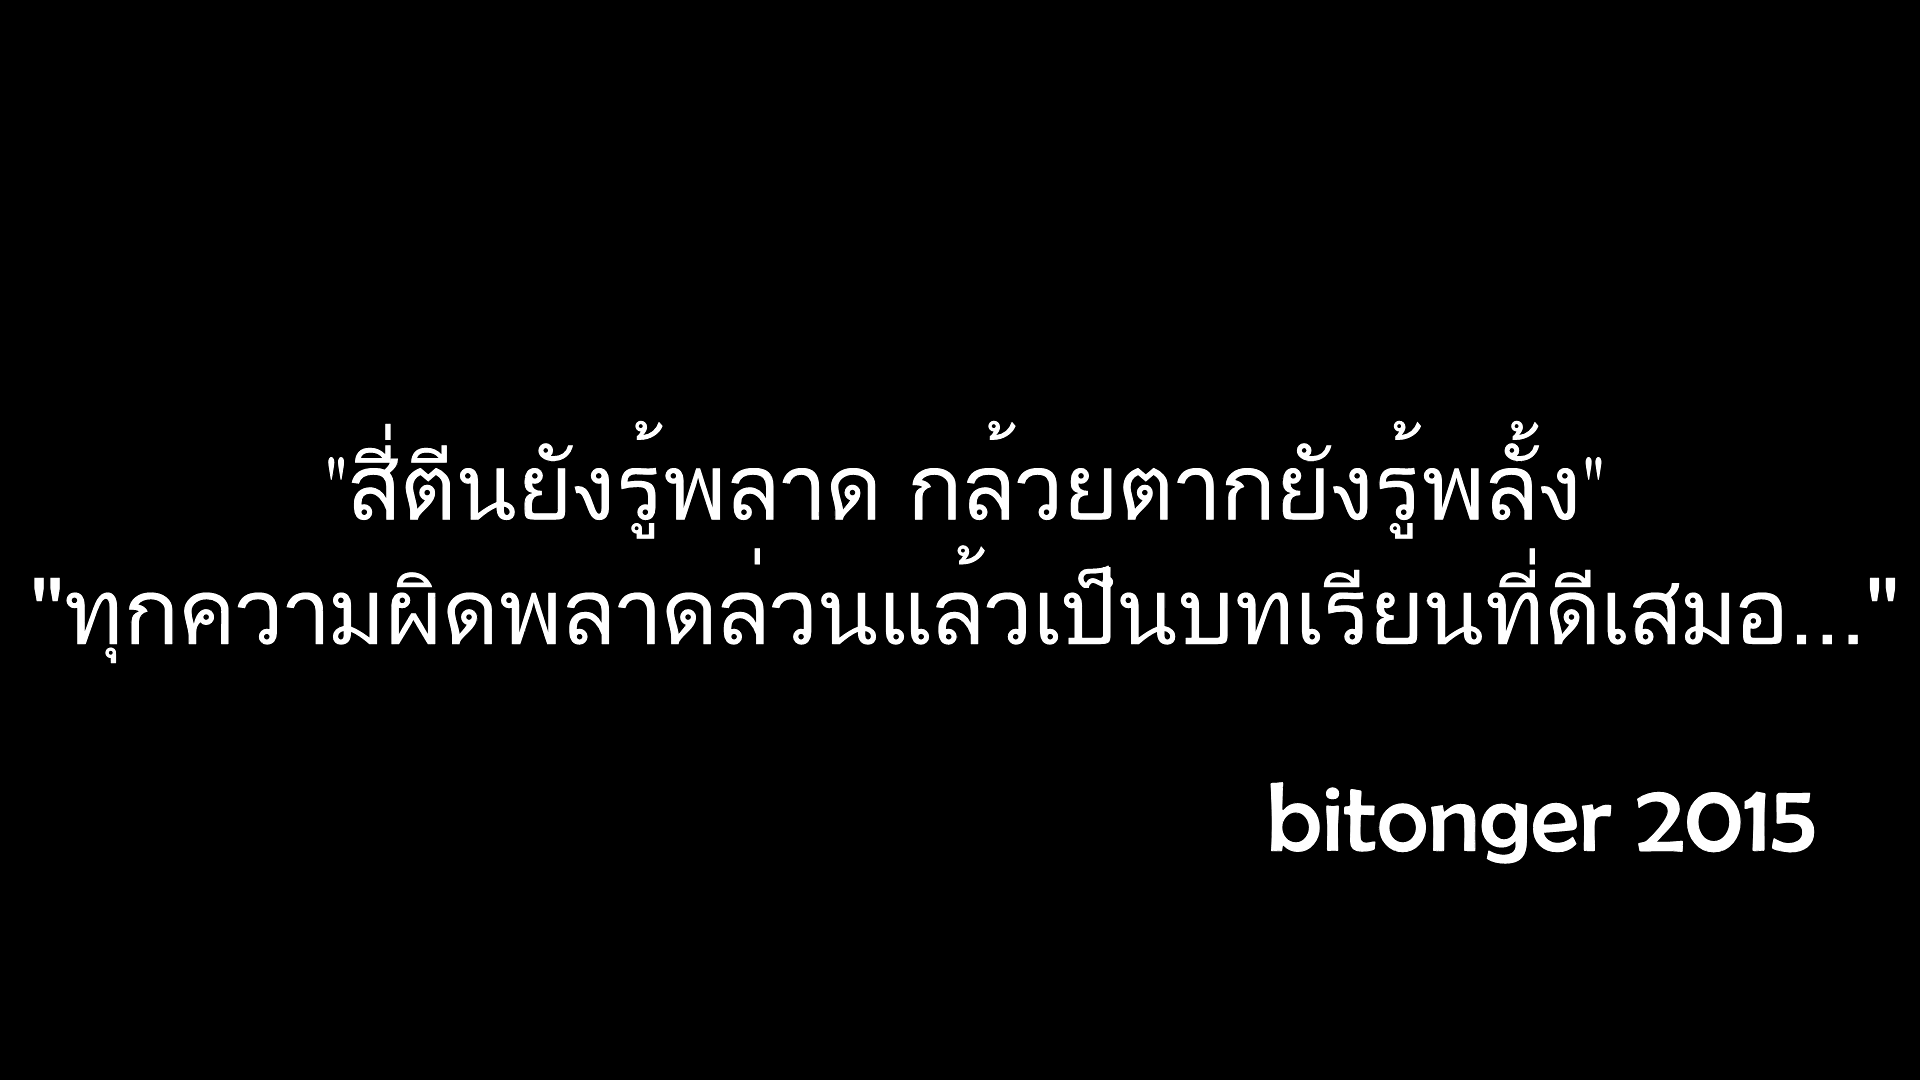 "สี่ตีนยังรู้พลาด กล้วยตากยังรู้พลั้ง"
"ทุกความผิดพลาดล่วนแล้วเป็นบทเรียนที่ดีเสมอ..."
bitonger 2015